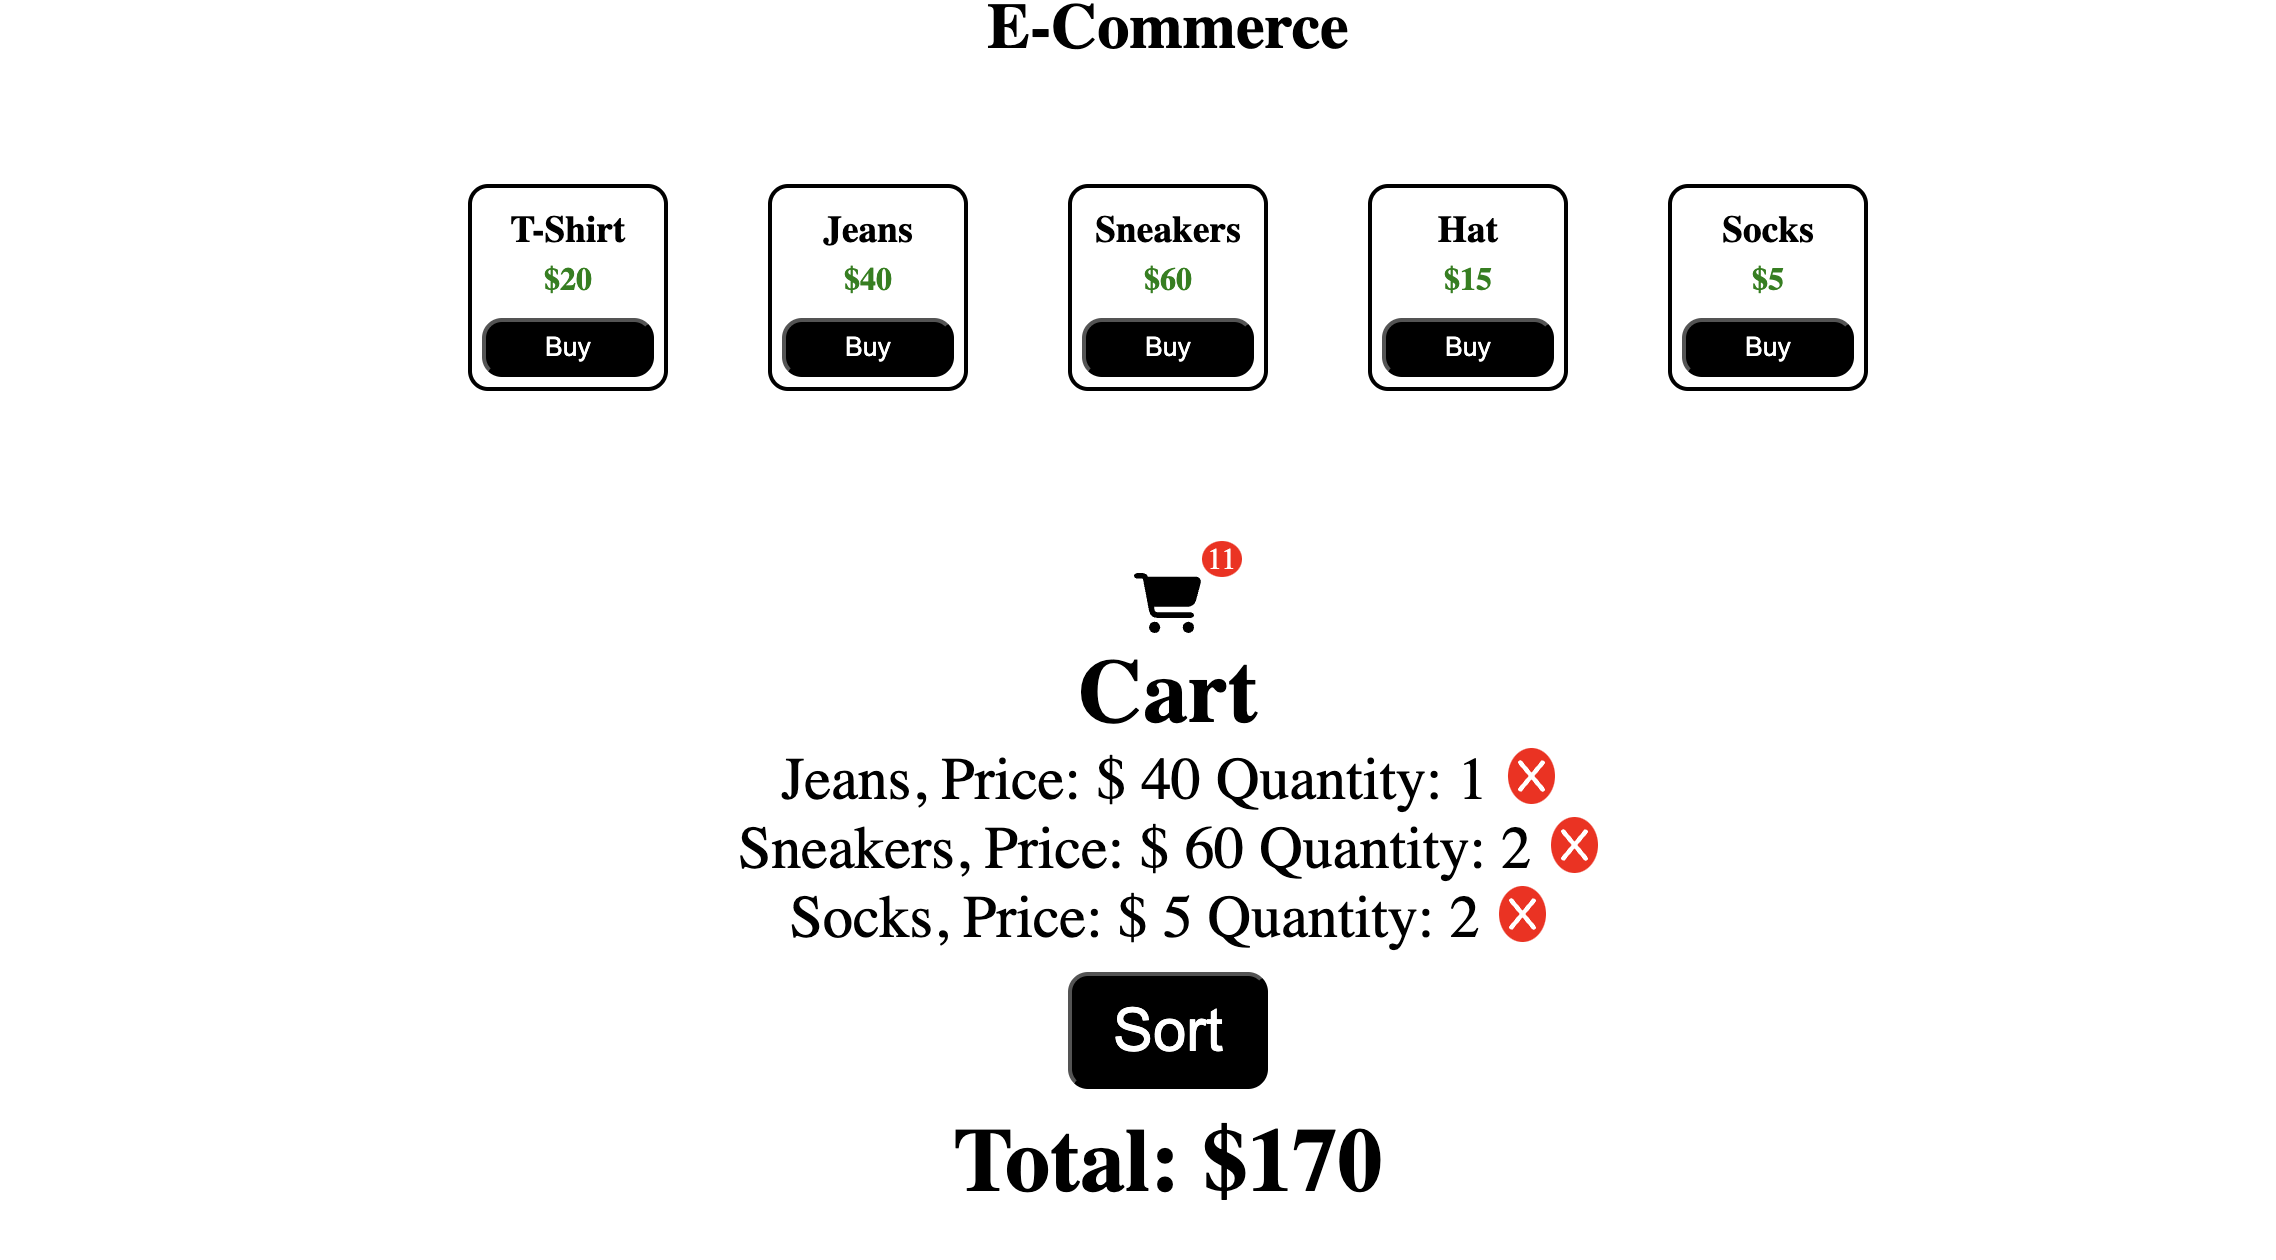 E-Commerce
T-Shirt
$20
Buy
Jeans
$40
Buy
Sneakers
$60
Buy
Hat
$15
Buy
Socks
$5
Buy
11
Cart
Jeans, Price: $ 40 Quantity: 1 X
Sneakers, Price: $ 60 Quantity: 2 X
Socks, Price: $ 5 Quantity: 2 X
Sort
Total: $170